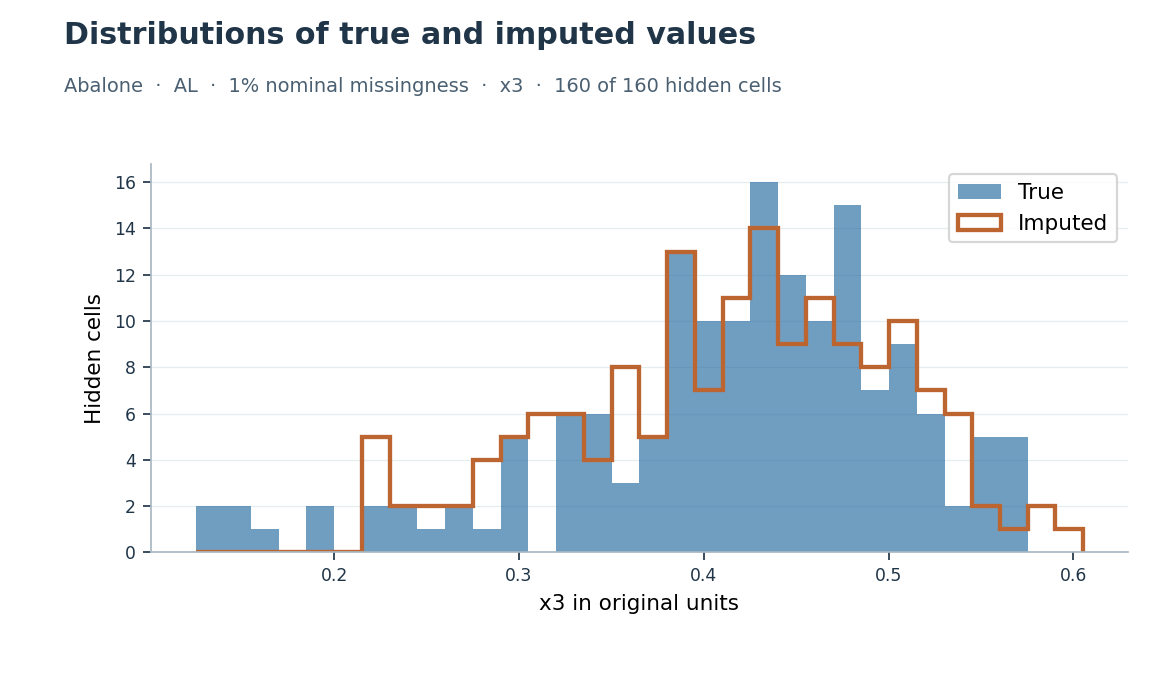 Distributions of true and imputed values
Abalone · AL · 1% nominal missingness · x3 · 160 of 160 hidden cells
True
Imputed
Hidden cells
16
14
12
10
8
6
4
2
0
0.2 0.3 0.4 0.5 0.6
x3 in original units